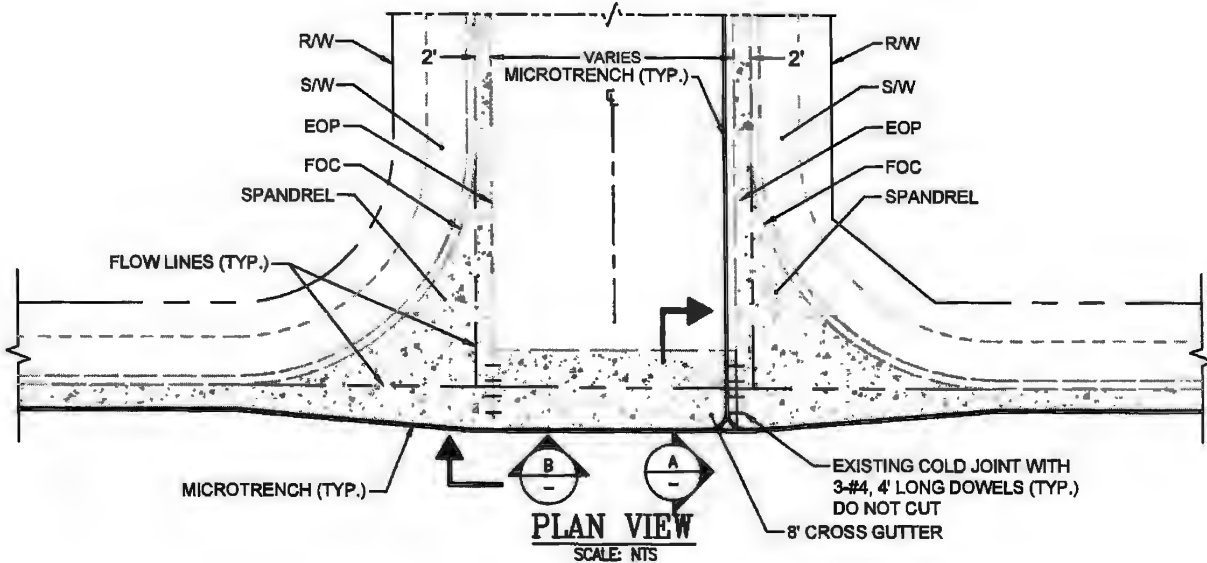 R/W
S/W
EOP
FOC
SPANDREL
FLOW LINES (TYP.)
2'
VARIES
MICROTRENCH (TYP.)
2'
℄
R/W
S/W
EOP
FOC
SPANDREL
MICROTRENCH (TYP.)
B
-
A
-
EXISTING COLD JOINT WITH
3-#4, 4' LONG DOWELS (TYP.)
DO NOT CUT
8' CROSS GUTTER
PLAN VIEW
SCALE: NTS